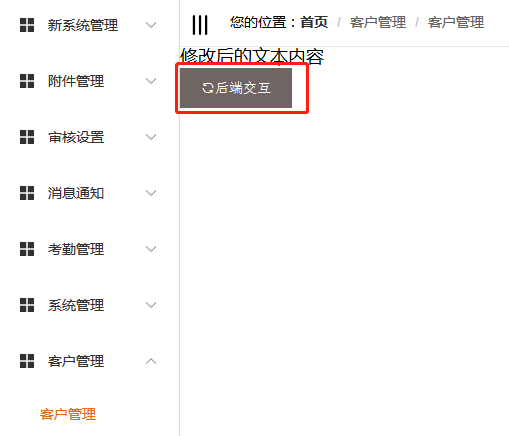 新系统管理
附件管理
审核设置
消息通知
考勤管理
系统管理
客户管理
客户管理
您的位置：首页 / 客户管理 / 客户管理
修改后的文本内容
后端交互